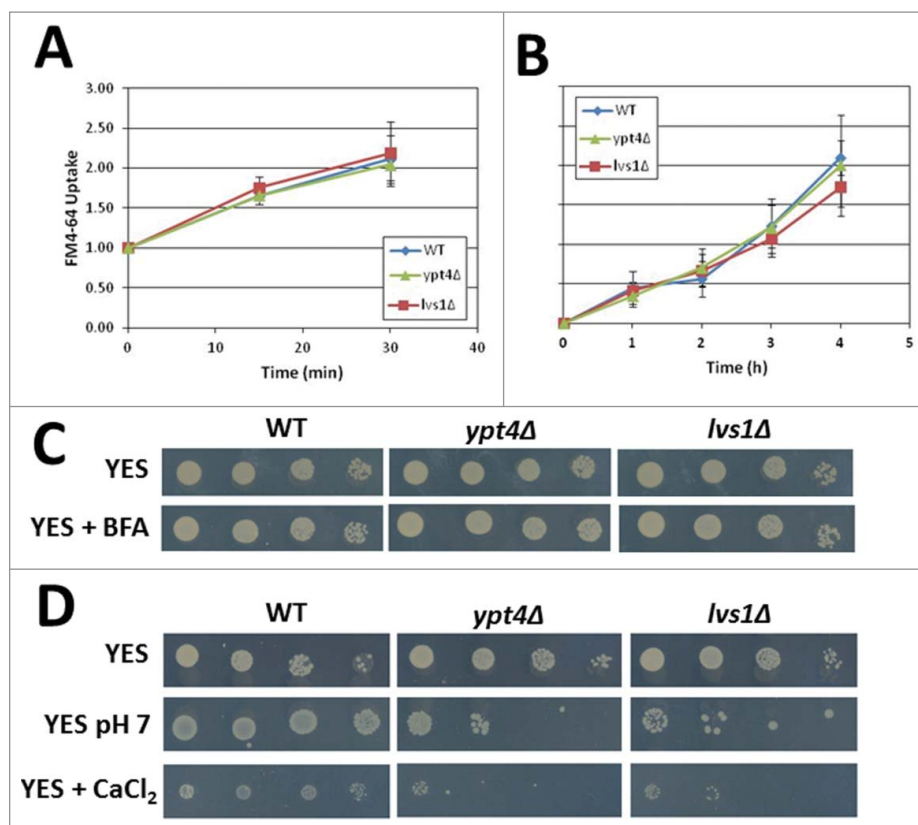 A
3.00
2.50
2.00
1.50
1.00
0.50
0.00
FM4-64 Uptake
WT
ypt4Δ
lvs1Δ
0
10
20
30
40
Time (min)
B
WT
ypt4Δ
lvs1Δ
0
1
2
3
4
5
Time (h)
C
WT
ypt4Δ
lvs1Δ
YES
YES + BFA
D
WT
ypt4Δ
lvs1Δ
YES
YES pH 7
YES + CaCl₂